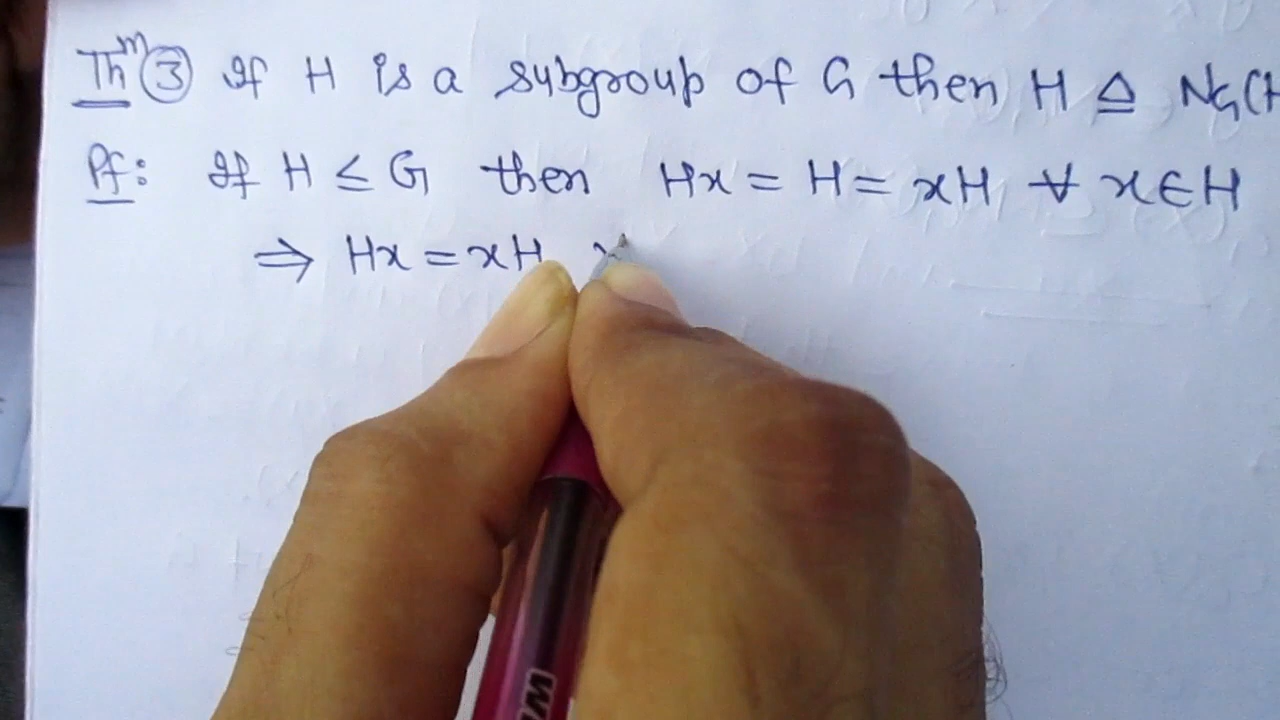 Thm ③ If H is a subgroup of G then H ⊴ NG(H
Pf: If H ≤ G then Hx = H = xH ∀ x∈H
⇒ Hx = xH
W